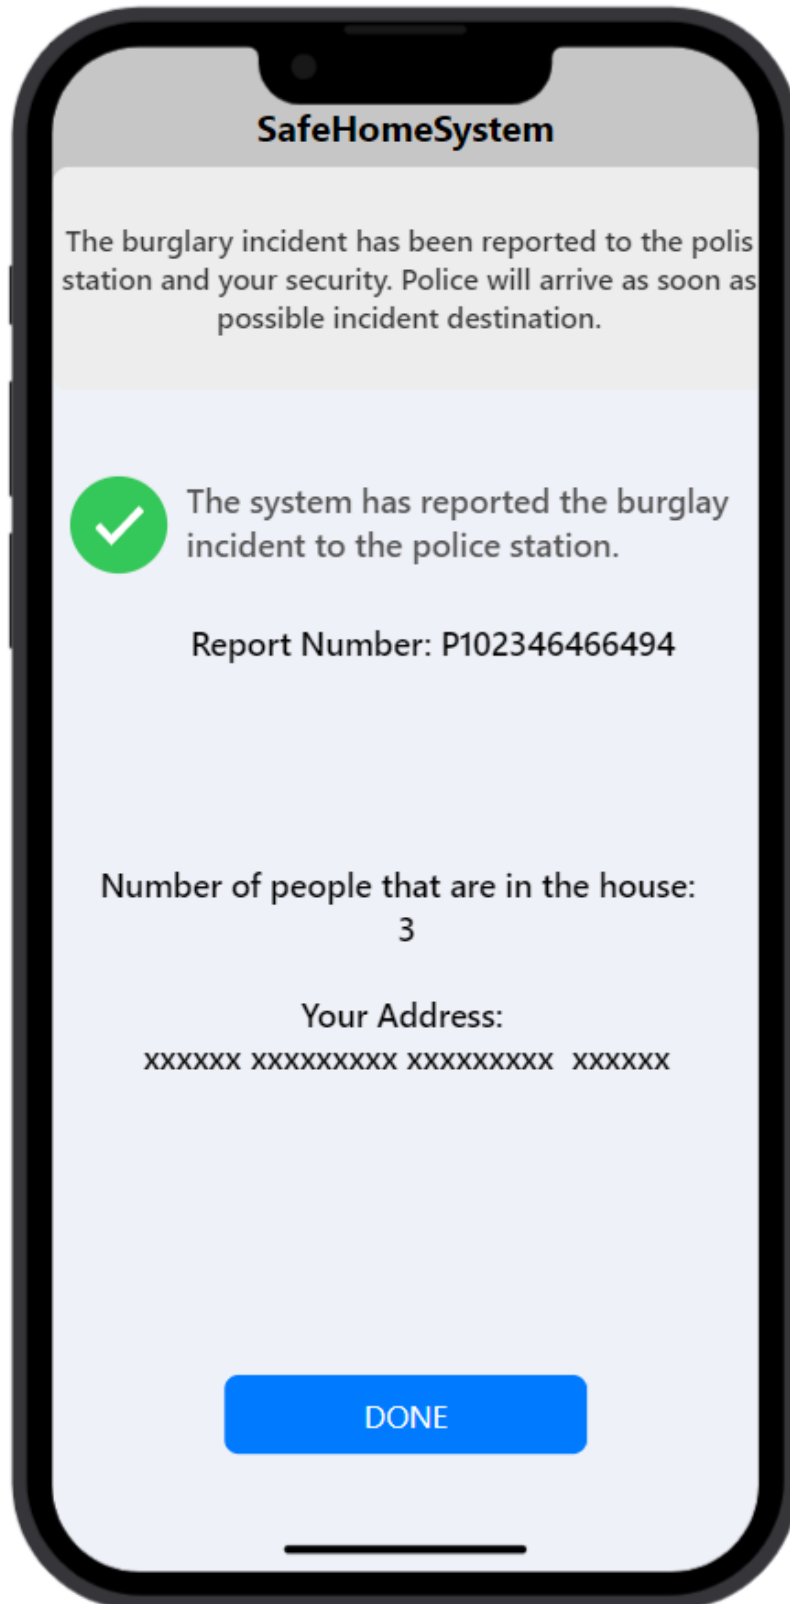 SafeHomeSystem
The burglary incident has been reported to the polis
station and your security. Police will arrive as soon as
possible incident destination.
The system has reported the burglay
incident to the police station.
Report Number: P102346466494
Number of people that are in the house:
3
Your Address:
xxxxxx xxxxxxxxx xxxxxxxxx  xxxxxx
DONE